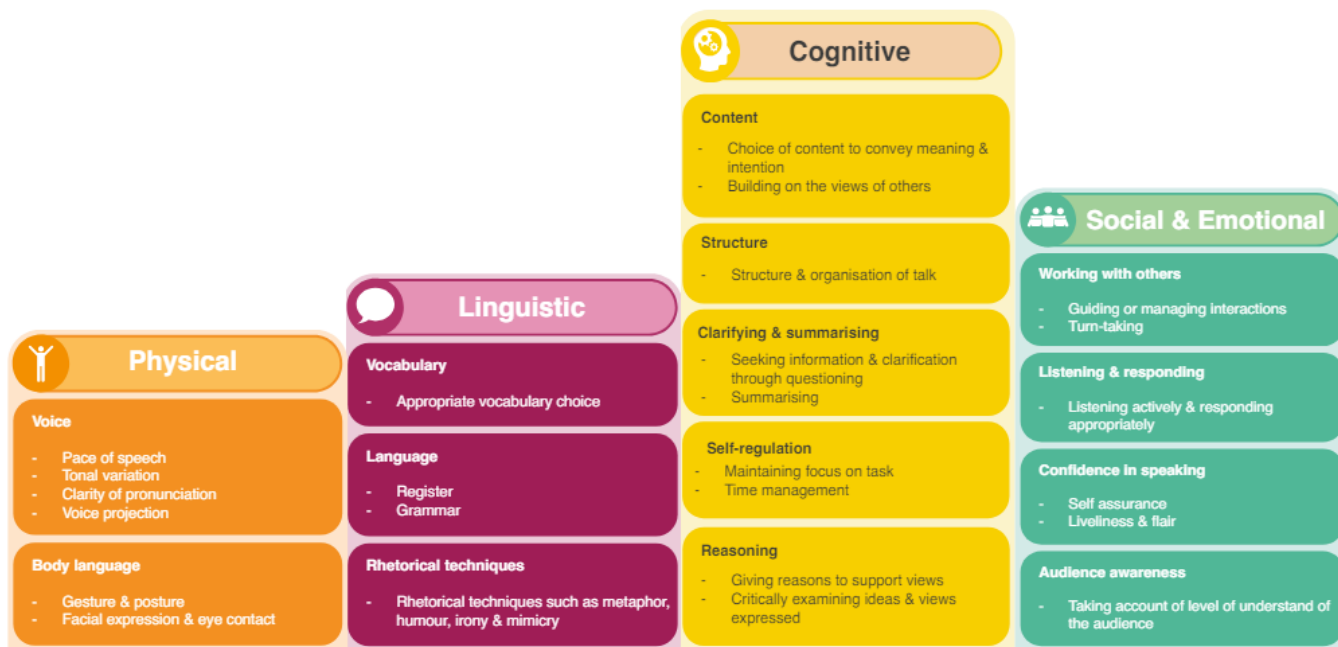 Physical
Voice
- Pace of speech
- Tonal variation
- Clarity of pronunciation
- Voice projection
Body language
- Gesture & posture
- Facial expression & eye contact
Linguistic
Vocabulary
- Appropriate vocabulary choice
Language
- Register
- Grammar
Rhetorical techniques
- Rhetorical techniques such as metaphor,
humour, irony & mimicry
Cognitive
Content
- Choice of content to convey meaning &
intention
- Building on the views of others
Structure
- Structure & organisation of talk
Clarifying & summarising
- Seeking information & clarification
through questioning
- Summarising
Self-regulation
- Maintaining focus on task
- Time management
Reasoning
- Giving reasons to support views
- Critically examining ideas & views
expressed
Social & Emotional
Working with others
- Guiding or managing interactions
- Turn-taking
Listening & responding
- Listening actively & responding
appropriately
Confidence in speaking
- Self assurance
- Liveliness & flair
Audience awareness
- Taking account of level of understand of
the audience